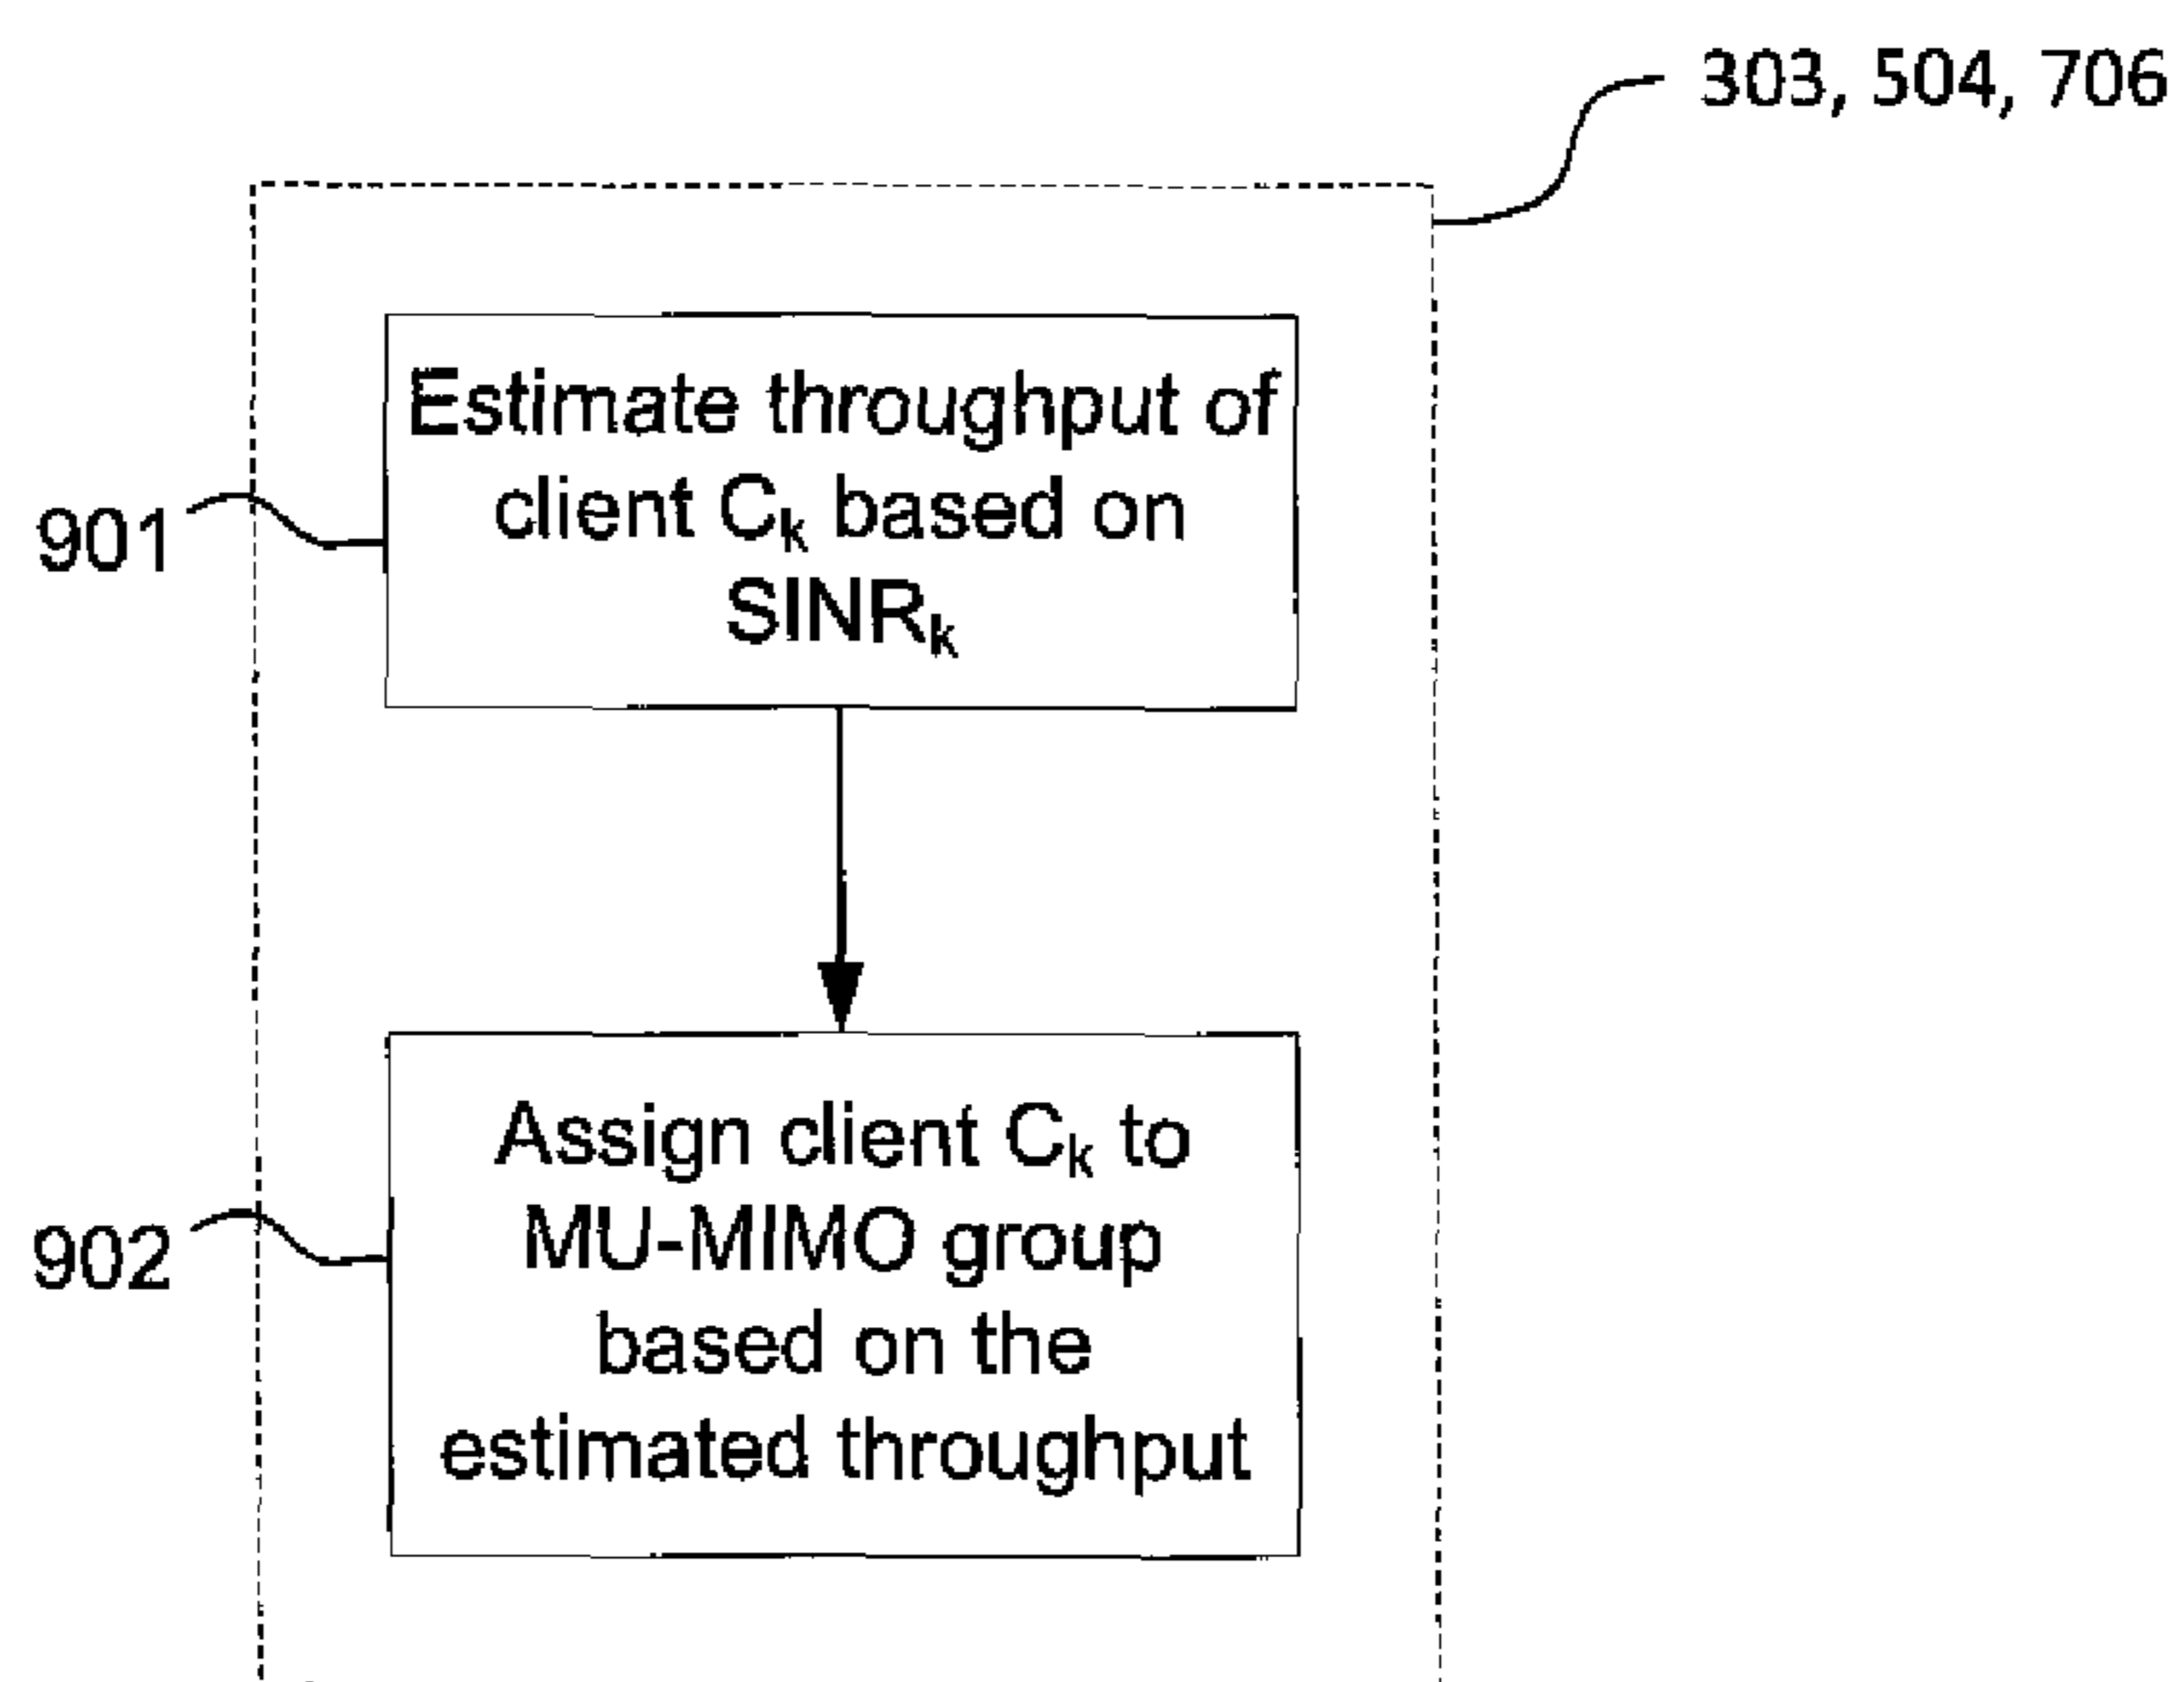 303, 504, 706
Estimate throughput of
client Ck based on
SINRk
901
Assign client Ck to
MU-MIMO group
based on the
estimated throughput
902